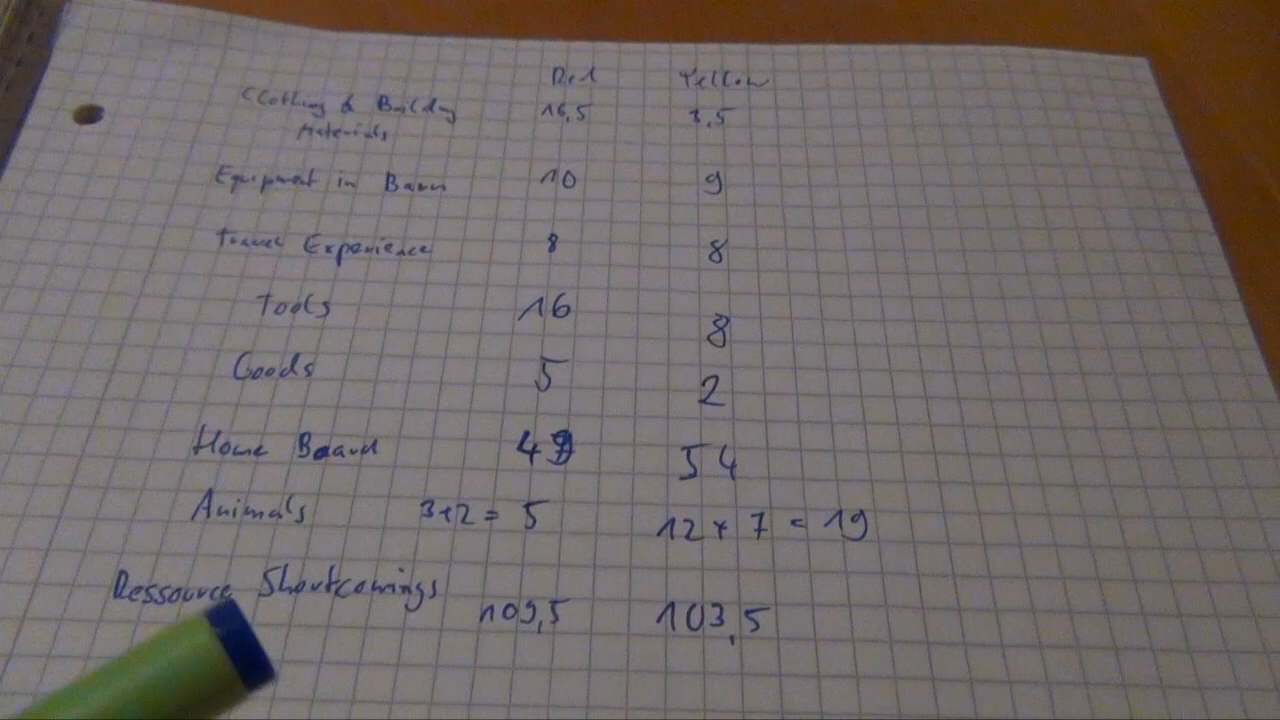 Red Yellow
Clothing & Building 16,5 3,5
Materials
Equipment in Barn 10 9
Travel Experience 8 8
Tools 16 8
Goods 5 2
Home Board 49 54
Animals 3+2 = 5 12 + 7 = 19
Ressource Shortcomings
109,5 103,5